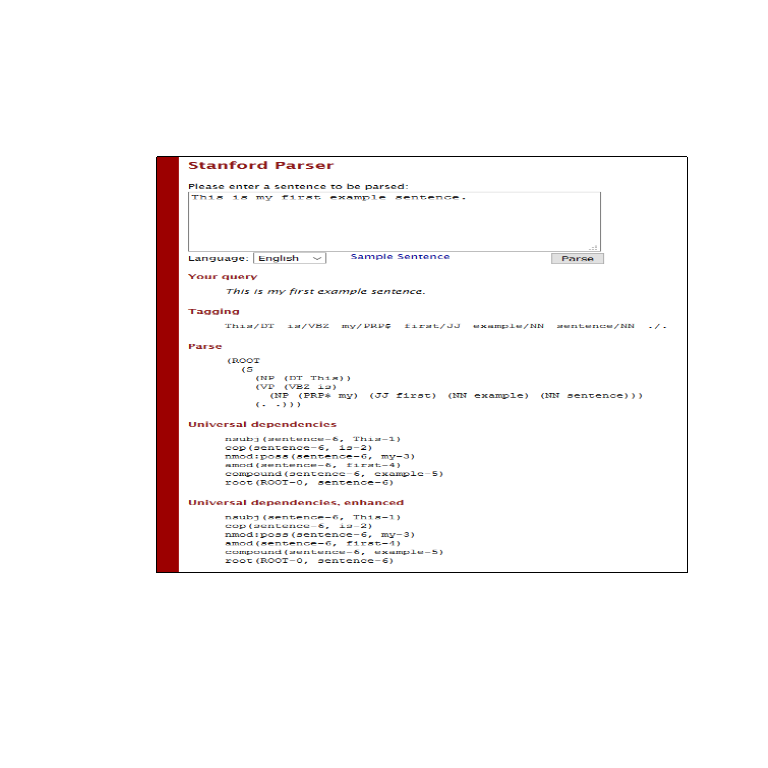 Stanford Parser
Please enter a sentence to be parsed:
This is my first example sentence.
Language: English Sample Sentence Parse
Your query
This is my first example sentence.
Tagging
This/DT is/VBZ my/PRP$ first/JJ example/NN sentence/NN ./.
Parse
(ROOT
(S
(NP (DT This))
(VP (VBZ is)
(NP (PRP$ my) (JJ first) (NN example) (NN sentence)))
(. .)))
Universal dependencies
nsubj(sentence-6, This-1)
cop(sentence-6, is-2)
nmod:poss(sentence-6, my-3)
amod(sentence-6, first-4)
compound(sentence-6, example-5)
root(ROOT-0, sentence-6)
Universal dependencies, enhanced
nsubj(sentence-6, This-1)
cop(sentence-6, is-2)
nmod:poss(sentence-6, my-3)
amod(sentence-6, first-4)
compound(sentence-6, example-5)
root(ROOT-0, sentence-6)